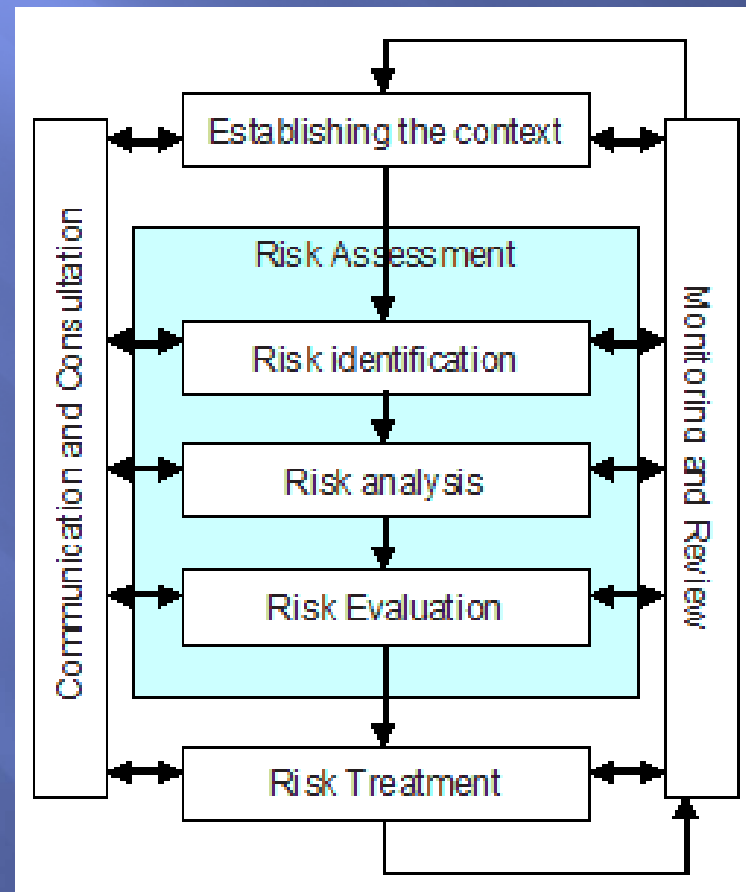 Establishing the context
Risk Assessment
Risk identification
Risk analysis
Risk Evaluation
Risk Treatment
Communication and Consultation
Monitoring and Review